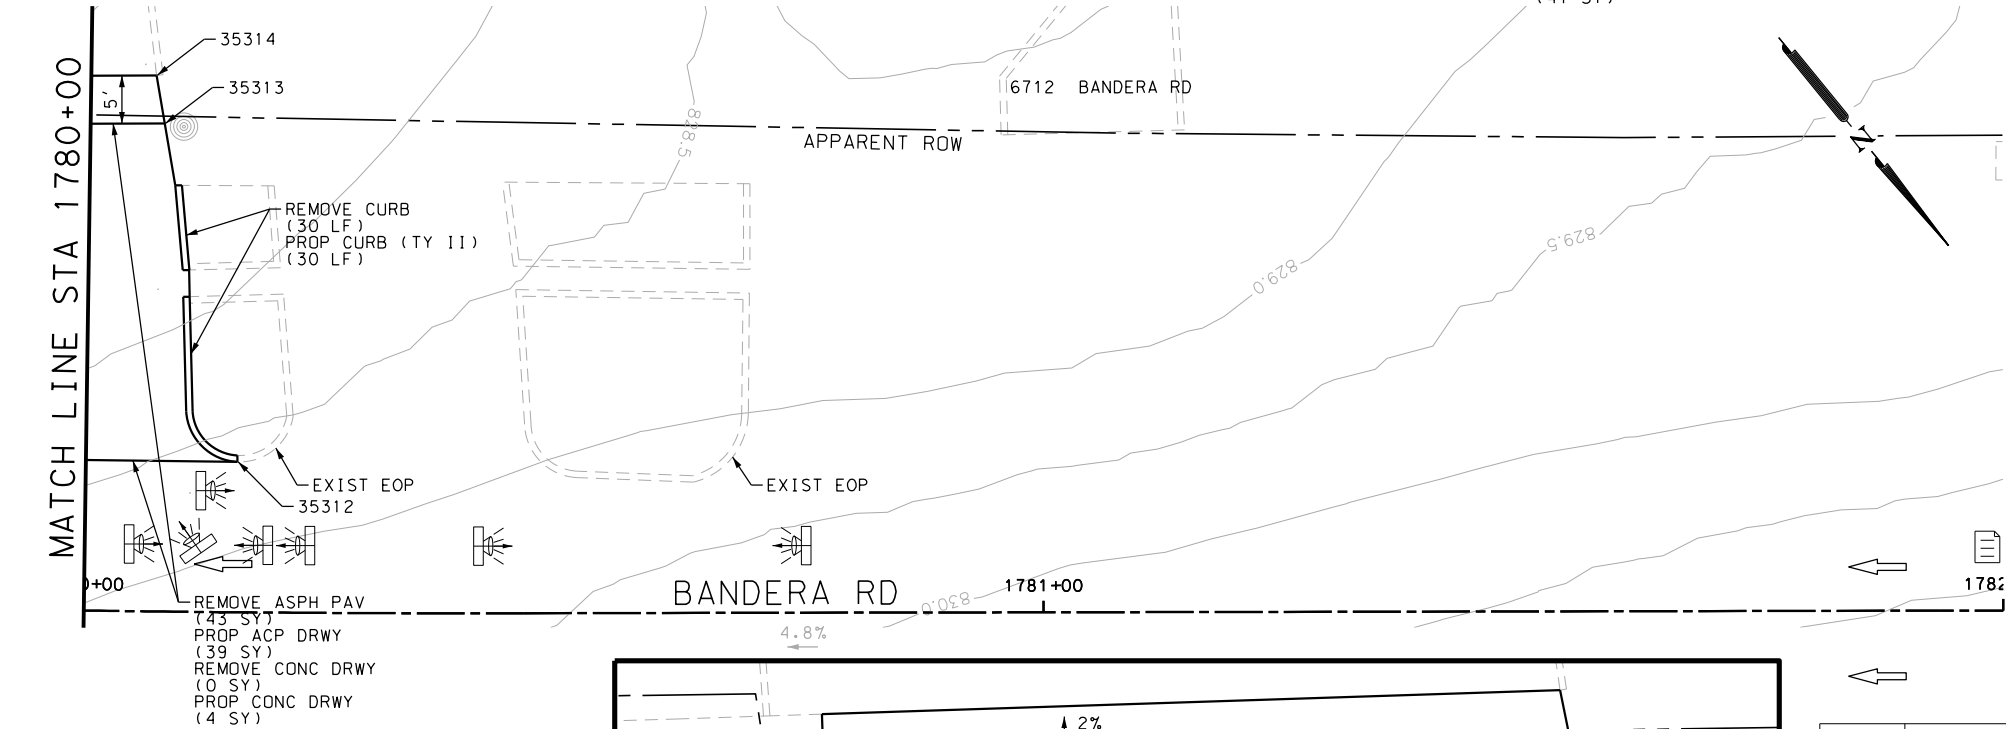 (41 SY)
35314
35313
5'
6712 BANDERA RD
828.5
APPARENT ROW
MATCH LINE STA 1780+00
REMOVE CURB
(30 LF)
PROP CURB (TY II)
(30 LF)
829.5
829.0
N
EXIST EOP
35312
EXIST EOP
0+00
BANDERA RD
1781+00
1782
830.0
REMOVE ASPH PAV
(43 SY)
PROP ACP DRWY
(39 SY)
REMOVE CONC DRWY
(0 SY)
PROP CONC DRWY
(4 SY)
4.8%
2%